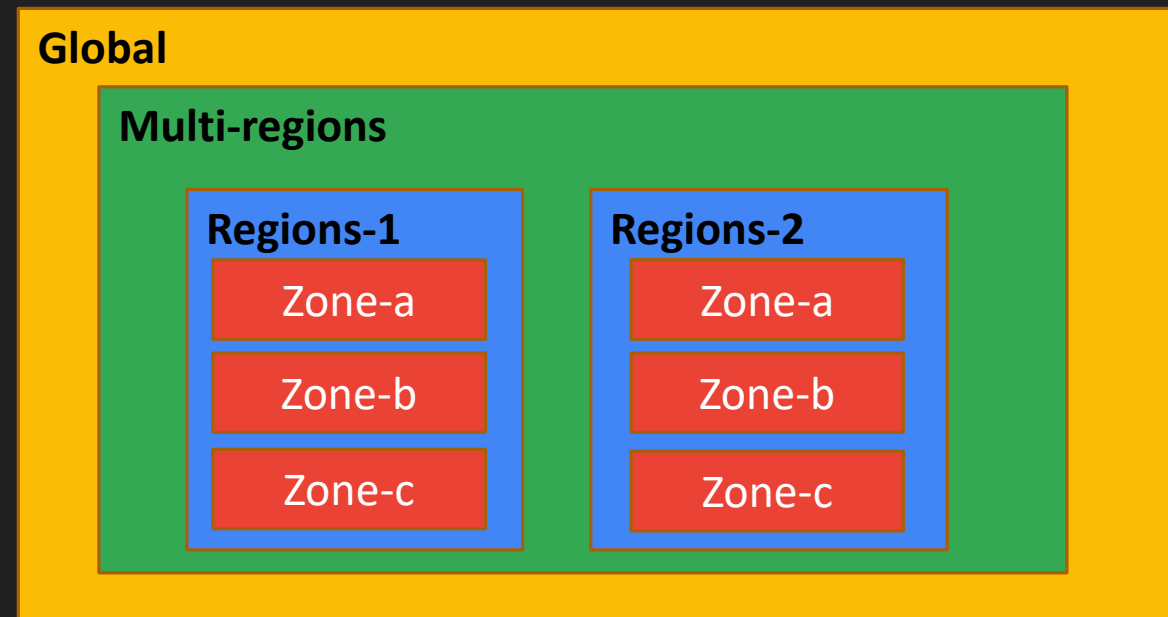 Global
Multi-regions
Regions-1
Zone-a
Zone-b
Zone-c
Regions-2
Zone-a
Zone-b
Zone-c